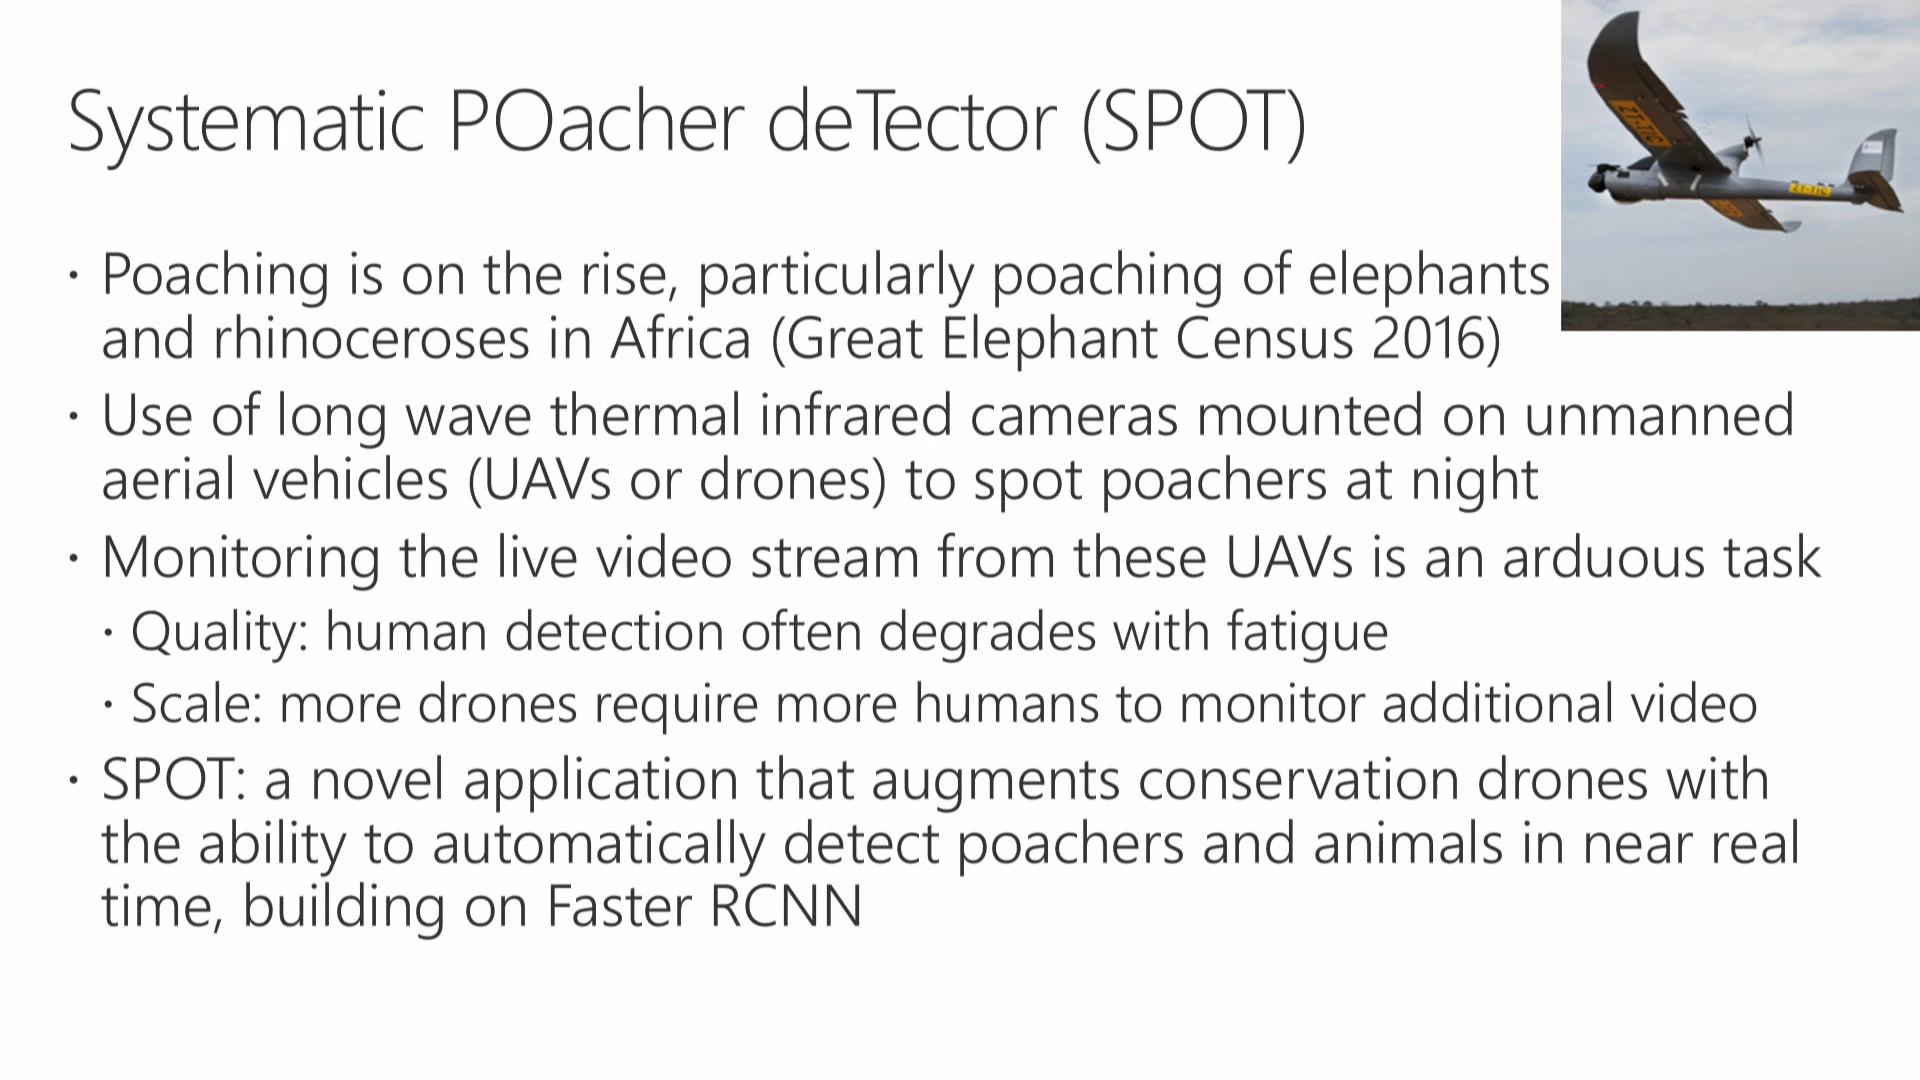 Systematic POacher deTector (SPOT)
· Poaching is on the rise, particularly poaching of elephants
and rhinoceroses in Africa (Great Elephant Census 2016)
· Use of long wave thermal infrared cameras mounted on unmanned
aerial vehicles (UAVs or drones) to spot poachers at night
· Monitoring the live video stream from these UAVs is an arduous task
· Quality: human detection often degrades with fatigue
· Scale: more drones require more humans to monitor additional video
· SPOT: a novel application that augments conservation drones with
the ability to automatically detect poachers and animals in near real
time, building on Faster RCNN